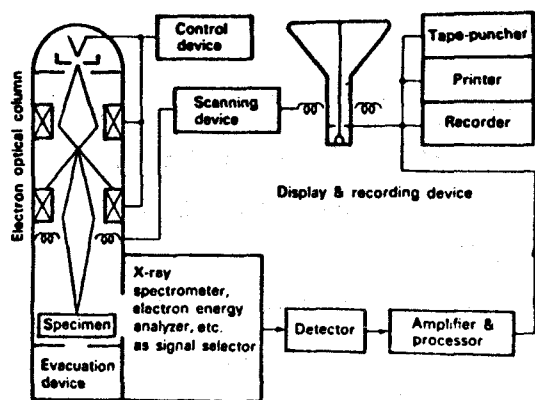 Control
device
Tape-puncher
Printer
Recorder
Scanning
device
Electron optical column
Display & recording device
X-ray
spectrometer,
electron energy
analyzer, etc.
as signal selector
Specimen
Evacuation
device
Detector
Amplifier &
processor